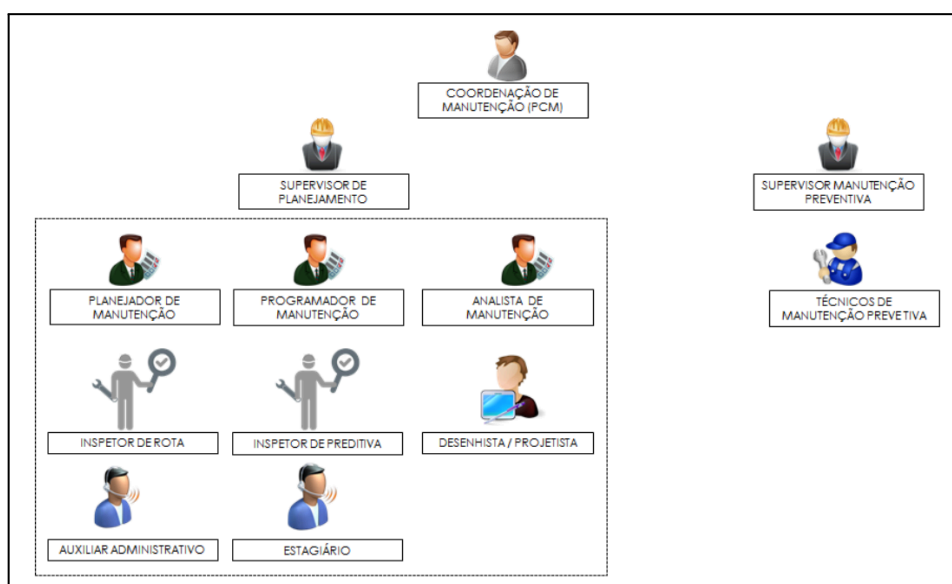 COORDENAÇÃO DE
MANUTENÇÃO (PCM)
SUPERVISOR DE
PLANEJAMENTO
SUPERVISOR MANUTENÇÃO
PREVENTIVA
PLANEJADOR DE
MANUTENÇÃO
PROGRAMADOR DE
MANUTENÇÃO
ANALISTA DE
MANUTENÇÃO
TÉCNICOS DE
MANUTENÇÃO PREVETIVA
INSPETOR DE ROTA
INSPETOR DE PREDITIVA
DESENHISTA / PROJETISTA
AUXILIAR ADMINISTRATIVO
ESTAGIÁRIO